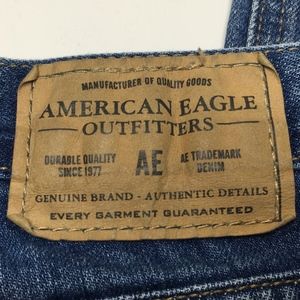 MANUFACTURER OF QUALITY GOODS
AMERICAN EAGLE
OUTFITTERS
DURABLE QUALITY
SINCE 1977
AE
AE TRADEMARK
DENIM
GENUINE BRAND - AUTHENTIC DETAILS
EVERY GARMENT GUARANTEED